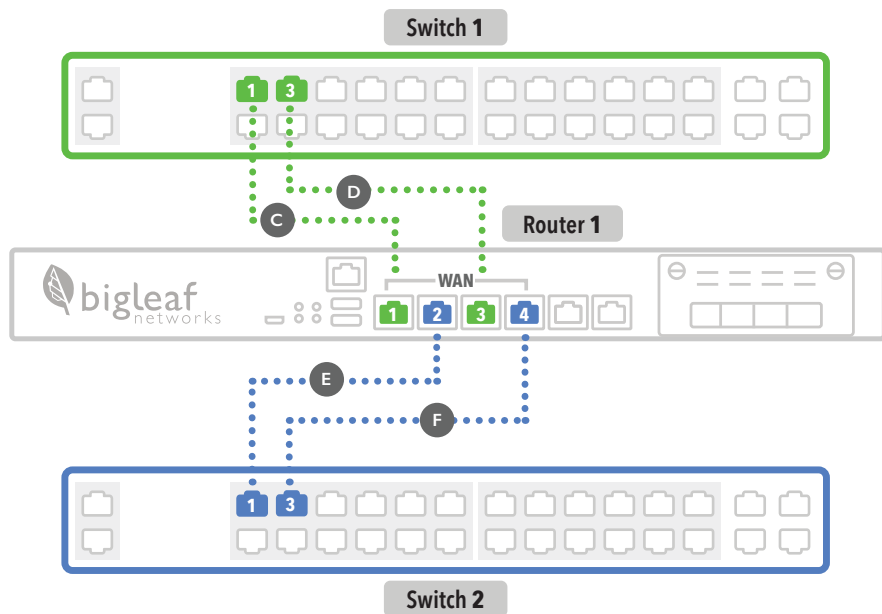 Switch 1
1 3
D
C
Router 1
WAN
bigleaf
networks
1 2 3 4
E
F
1 3
Switch 2